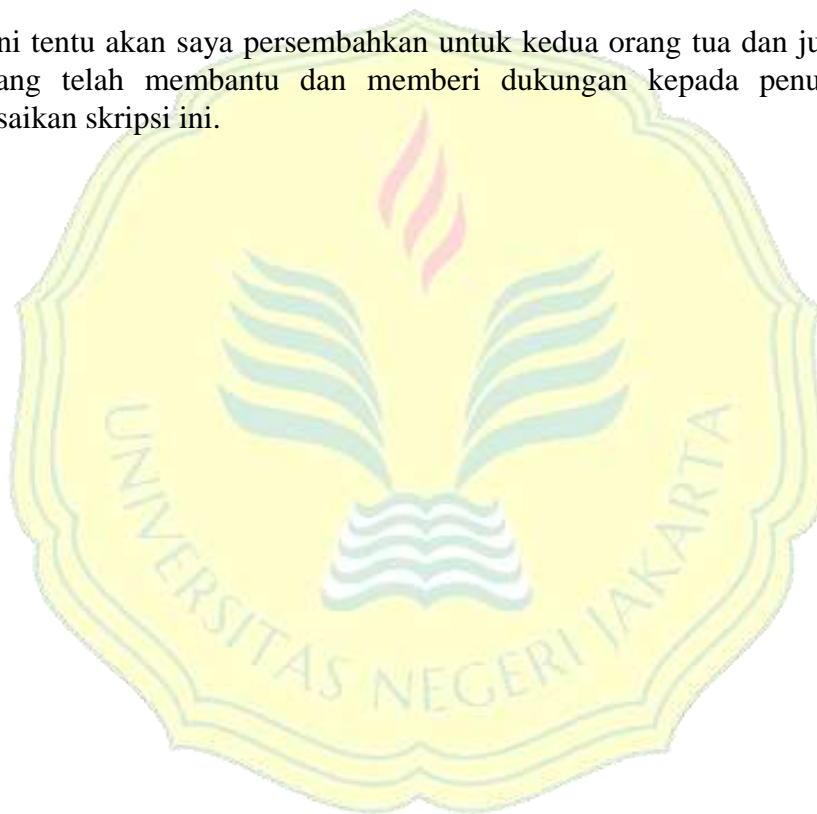 ni tentu akan saya persembahkan untuk kedua orang tua dan ju
ang telah membantu dan memberi dukungan kepada penu
saikan skripsi ini.
UNIVERSITAS NEGERI JAKARTA